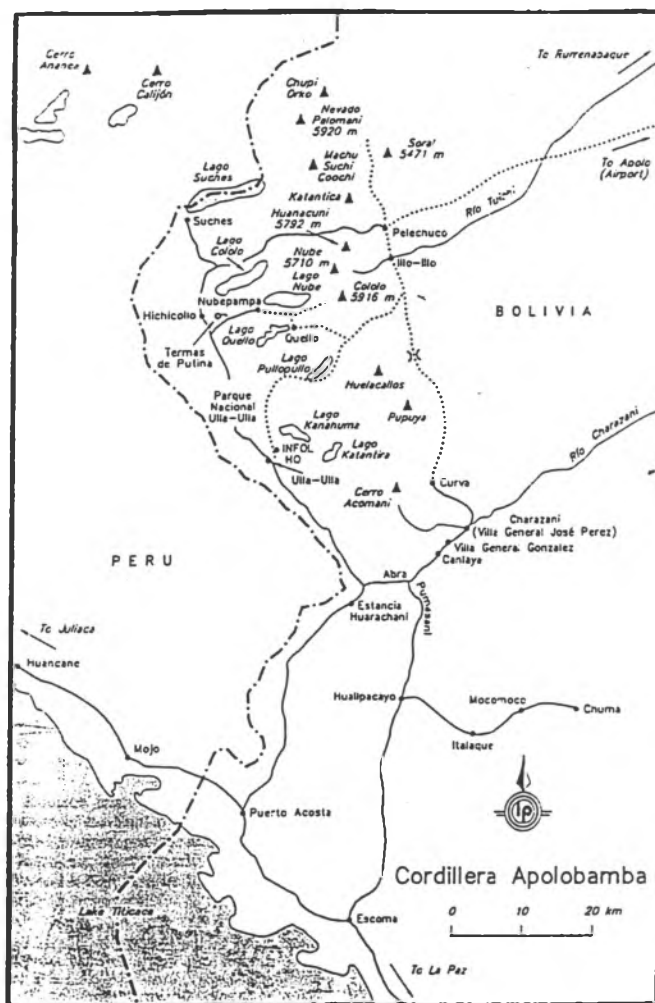 Cerro
Ananea
Cerro
Calijón
Chupi
Orko
Nevado
Palomani
5920 m
To Rurrenabaque
Soral
5471 m
Machu
Suchi
Coochi
To Apolo
(Airport)
Lago
Suches
Katantica
Río Tuichi
Suches
Huanacuni
5792 m
Pelechuco
Lago
Cololo
Nube
5710 m
Illo-Illo
Lago
Nube
Cololo
5916 m
Nubepampa
BOLIVIA
Hichicolio
Lago
Quello
Quello
Termas
de Putina
Lago
Pullopullo
Huelacallos
Parque
Nacional
Ulla-Ulla
Lago
Kanahuma
Pupuya
Río Charazani
INFOL
HO
Lago
Katantira
Ulla-Ulla
Curva
Cerro
Acomani
Charazani
(Villa General José Perez)
Villa General Gonzalez
Canlaya
PERU
Abra
Pumasani
Estancia
Huarachani
To Juliaca
Huancane
Huallpacayo
Mocomoco
Chuma
Italaque
Mojo
Puerto Acosta
lp
Cordillera Apolobamba
Lake Titicaca
Escoma
0 10 20 km
To La Paz